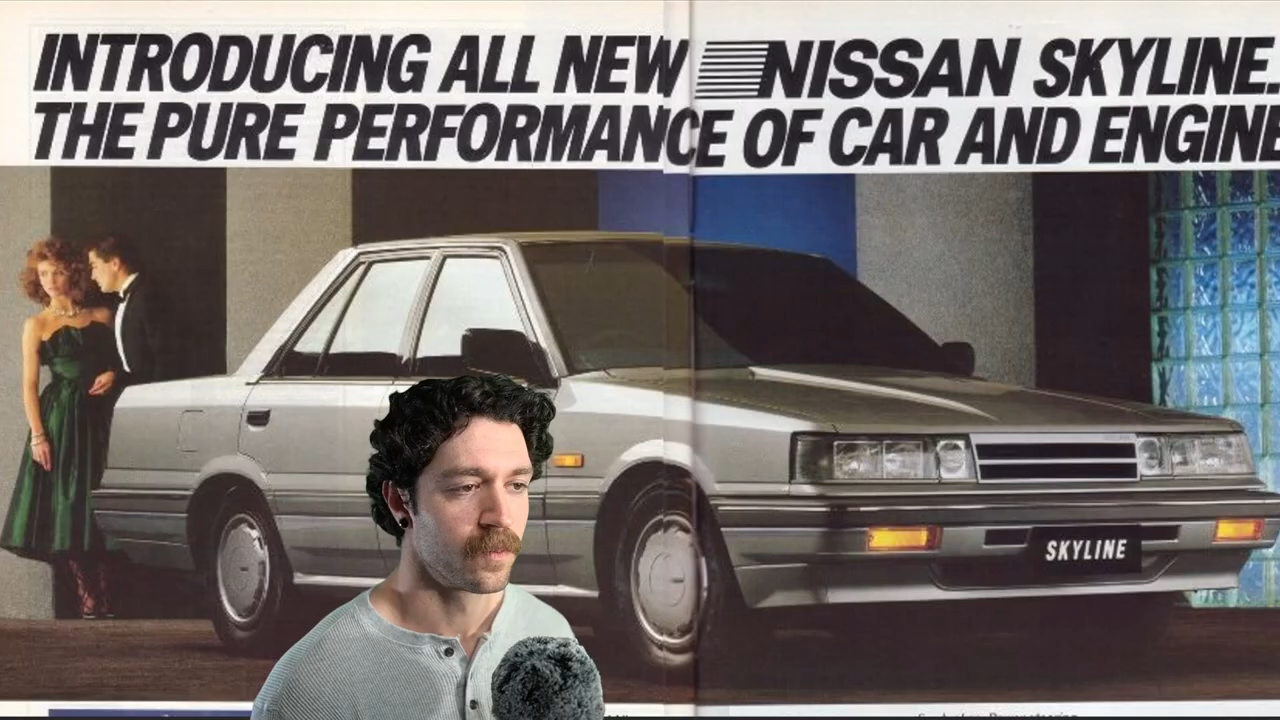 INTRODUCING ALL NEW NISSAN SKYLINE.
THE PURE PERFORMANCE OF CAR AND ENGINE
SKYLINE